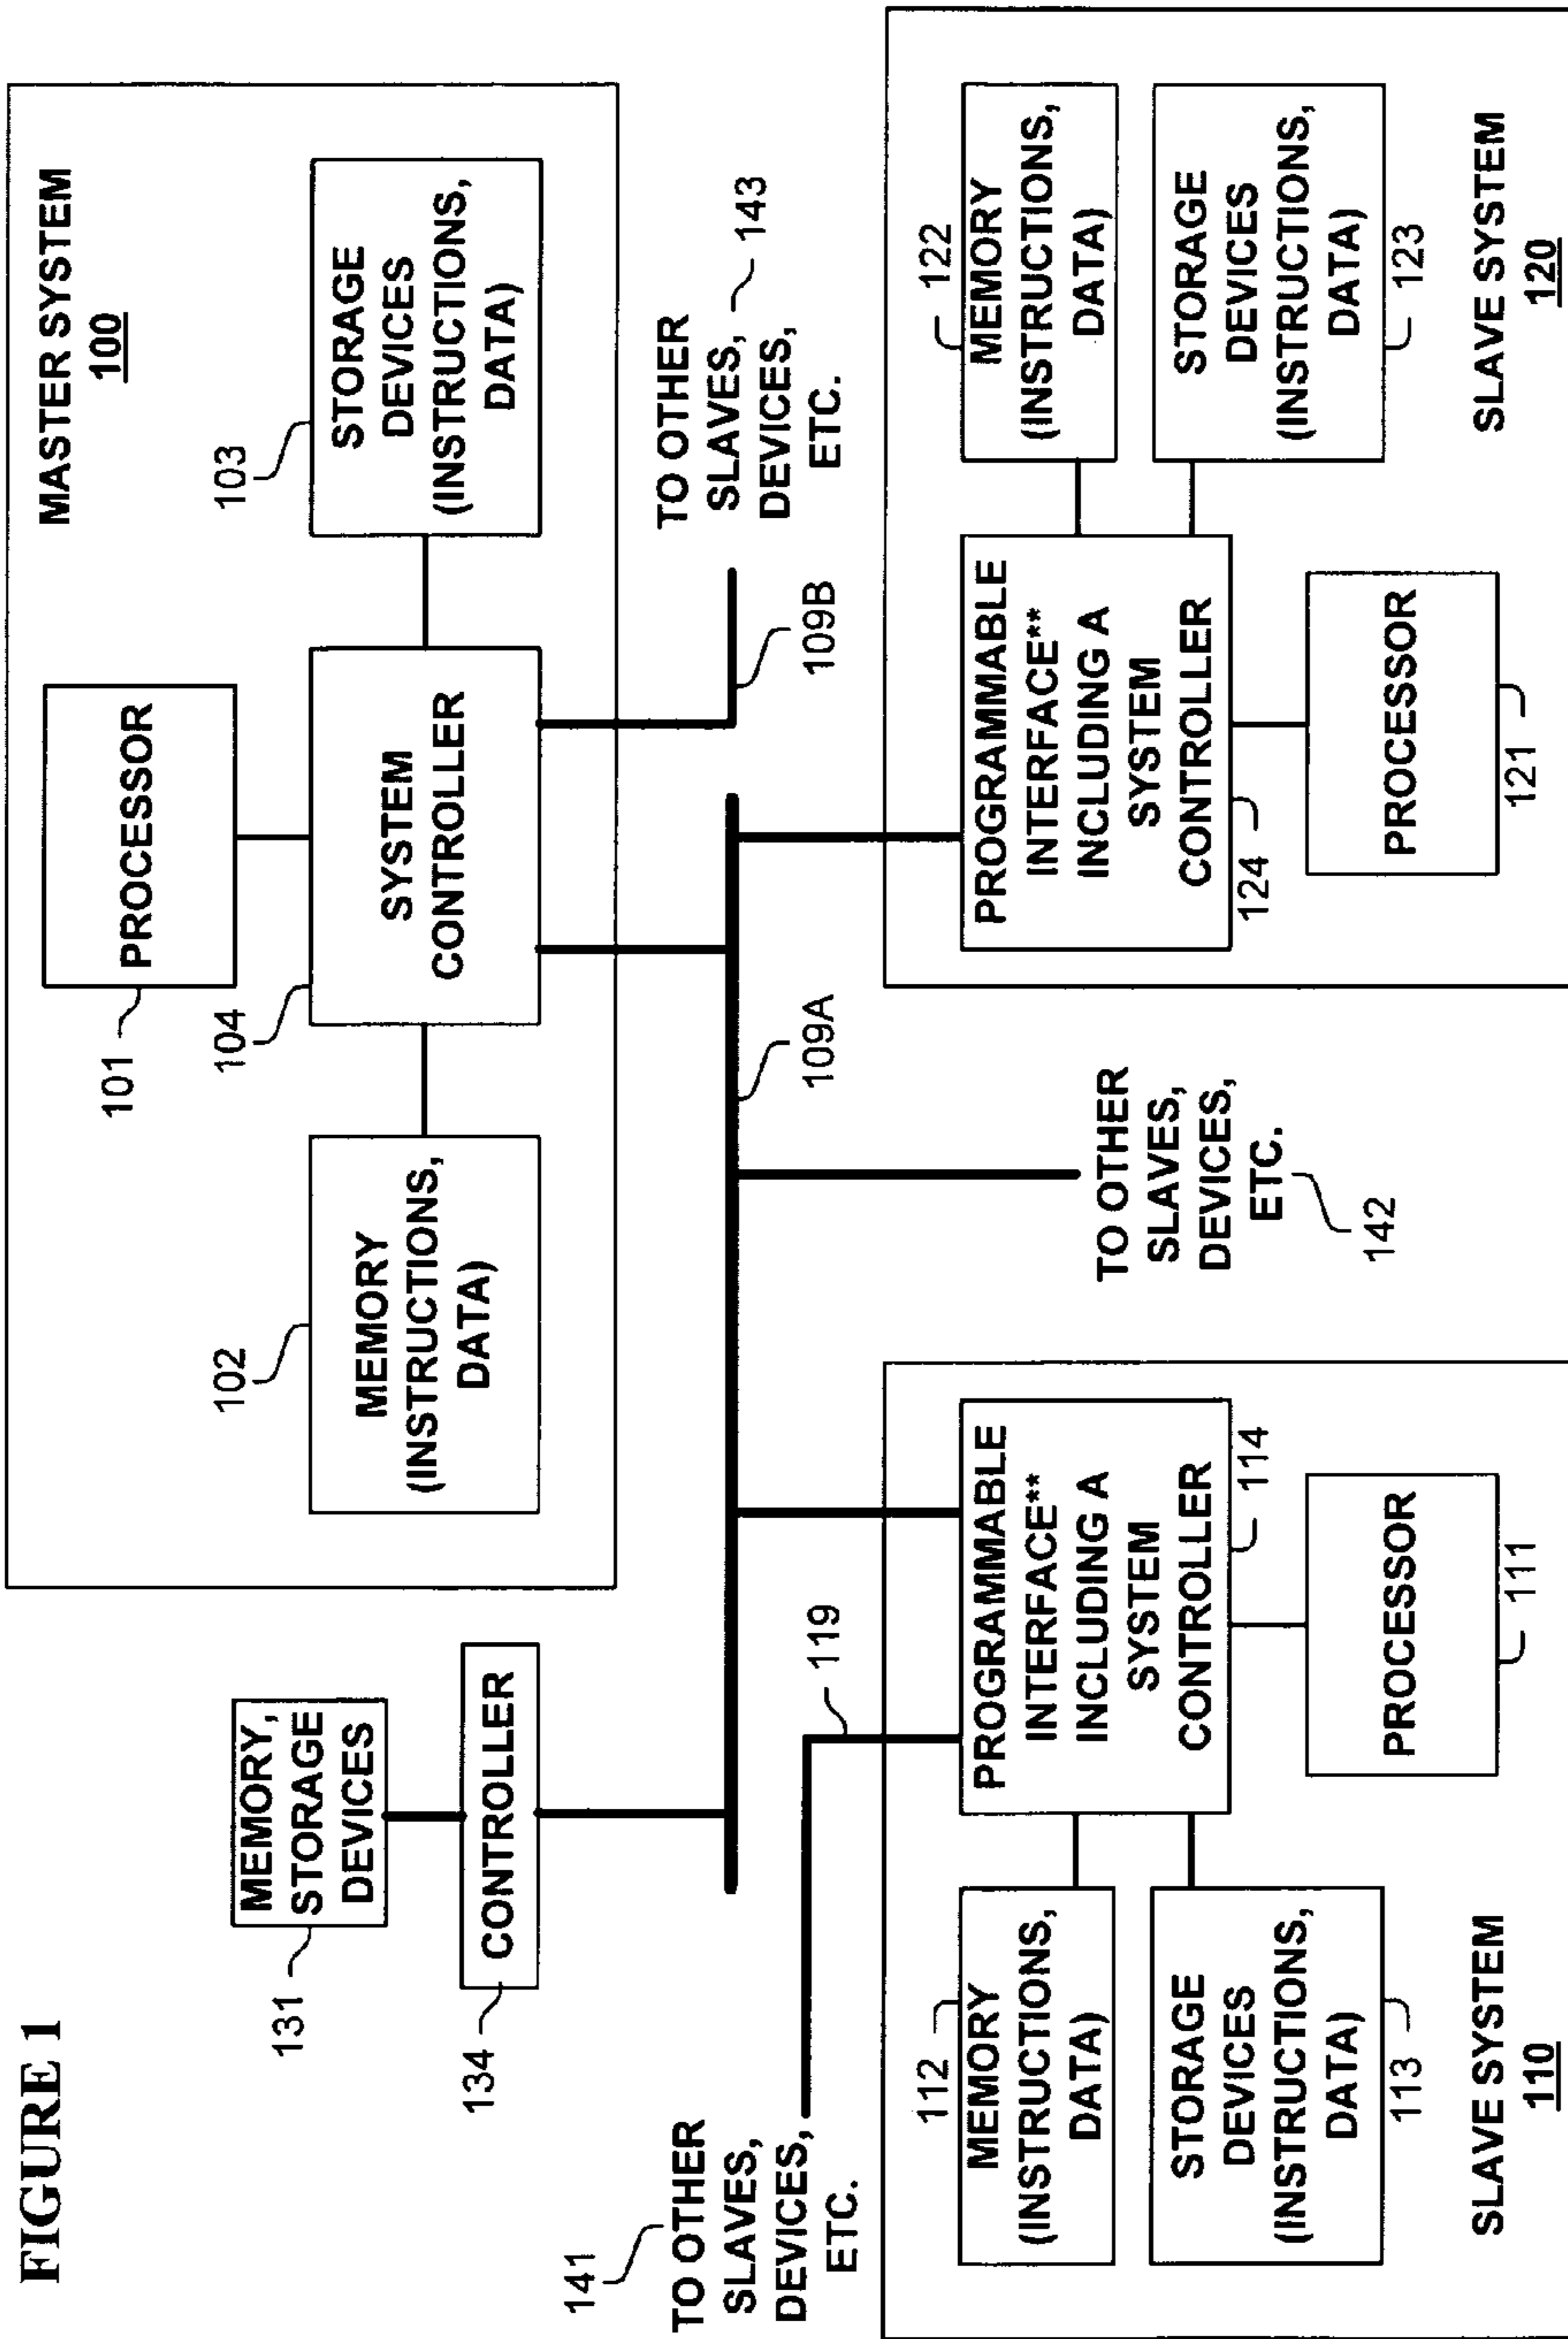 FIGURE 1
MASTER SYSTEM
100
PROCESSOR
101
104
SYSTEM
CONTROLLER
102
MEMORY
(INSTRUCTIONS,
DATA)
103
STORAGE
DEVICES
(INSTRUCTIONS,
DATA)
MEMORY,
STORAGE
DEVICES
131
CONTROLLER
134
109A
109B
TO OTHER
SLAVES,
DEVICES,
ETC.
143
141
TO OTHER
SLAVES,
DEVICES,
ETC.
119
TO OTHER
SLAVES,
DEVICES,
ETC.
142
112
MEMORY
(INSTRUCTIONS,
DATA)
STORAGE
DEVICES
(INSTRUCTIONS,
DATA)
113
PROGRAMMABLE
INTERFACE**
INCLUDING A
SYSTEM
CONTROLLER
114
PROCESSOR
111
SLAVE SYSTEM
110
PROGRAMMABLE
INTERFACE**
INCLUDING A
SYSTEM
CONTROLLER
124
PROCESSOR
121
122
MEMORY
(INSTRUCTIONS,
DATA)
STORAGE
DEVICES
(INSTRUCTIONS,
DATA)
123
SLAVE SYSTEM
120